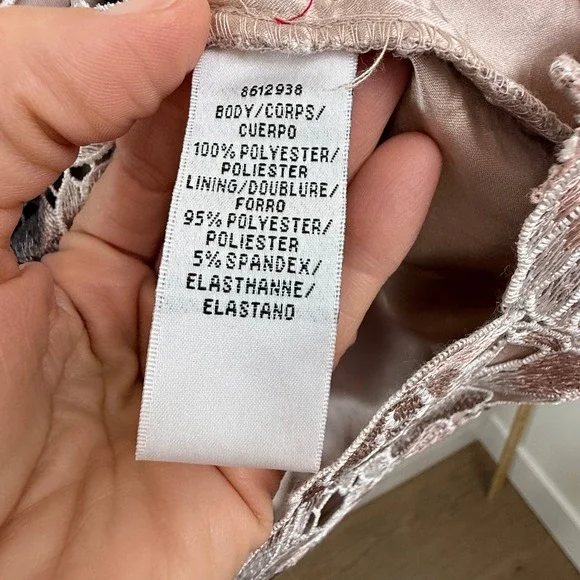 8612938
BODY/CORPS/
CUERPO
100% POLYESTER/
POLIESTER
LINING/DOUBLURE/
FORRO
95% POLYESTER/
POLIESTER
5% SPANDEX/
ELASTHANNE/
ELASTANO